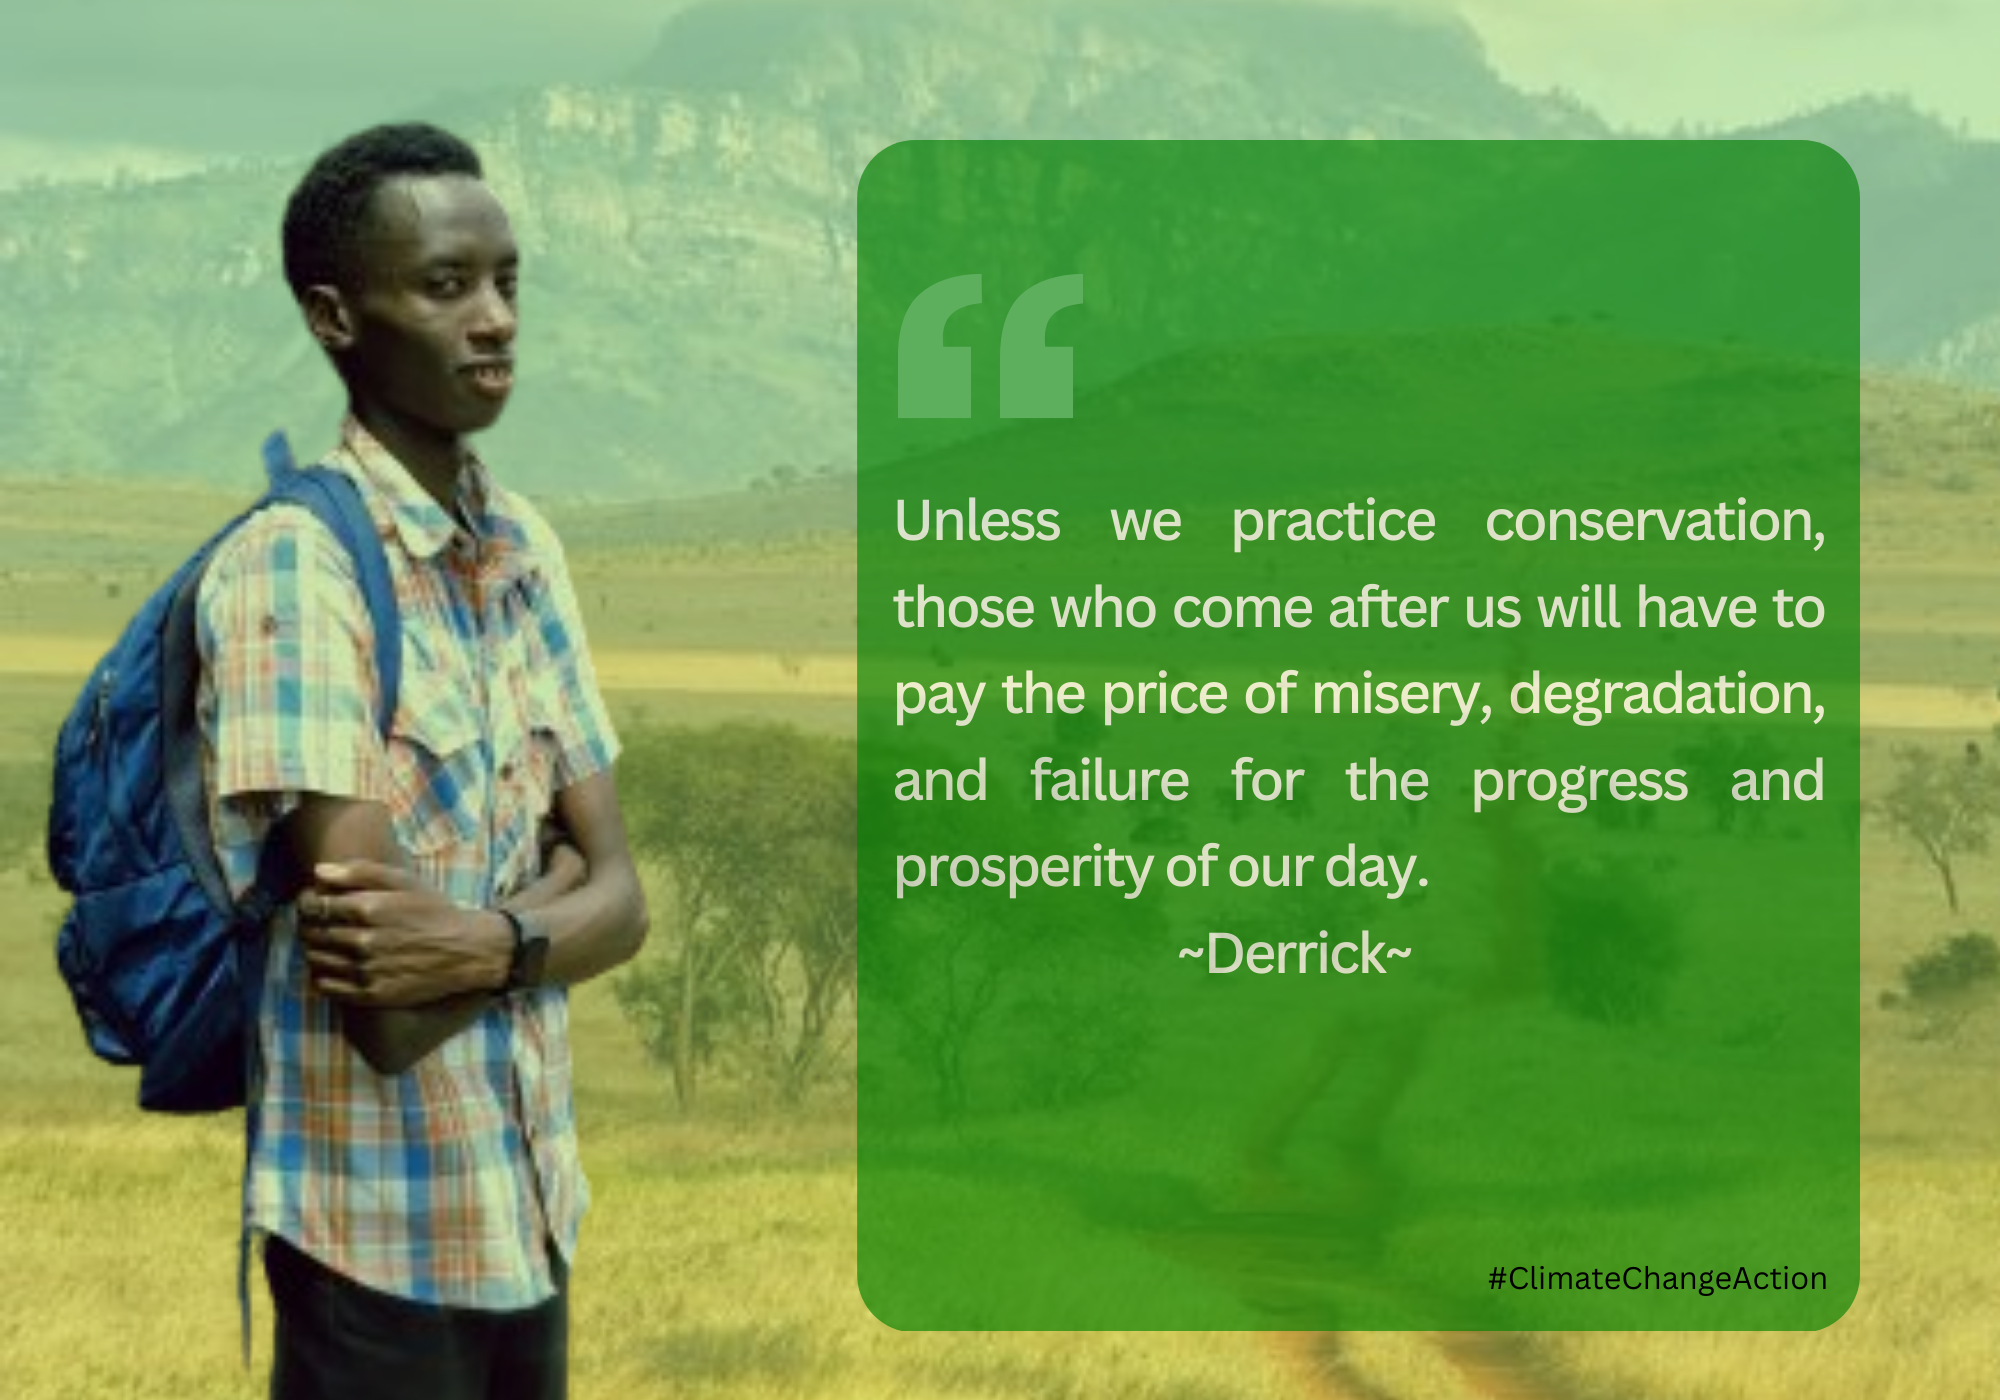 Unless we practice conservation,
those who come after us will have to
pay the price of misery, degradation,
and failure for the progress and
prosperity of our day.
~Derrick~
#ClimateChangeAction